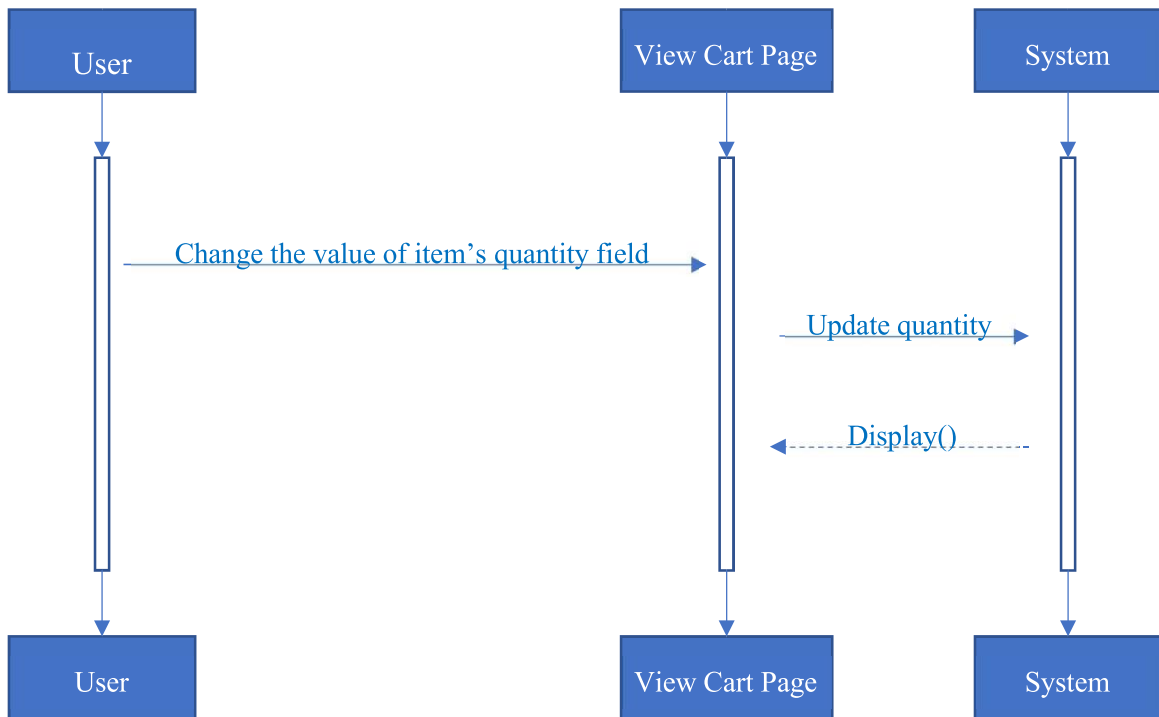 User
View Cart Page
System
Change the value of item’s quantity field
Update quantity
Display()
User
View Cart Page
System